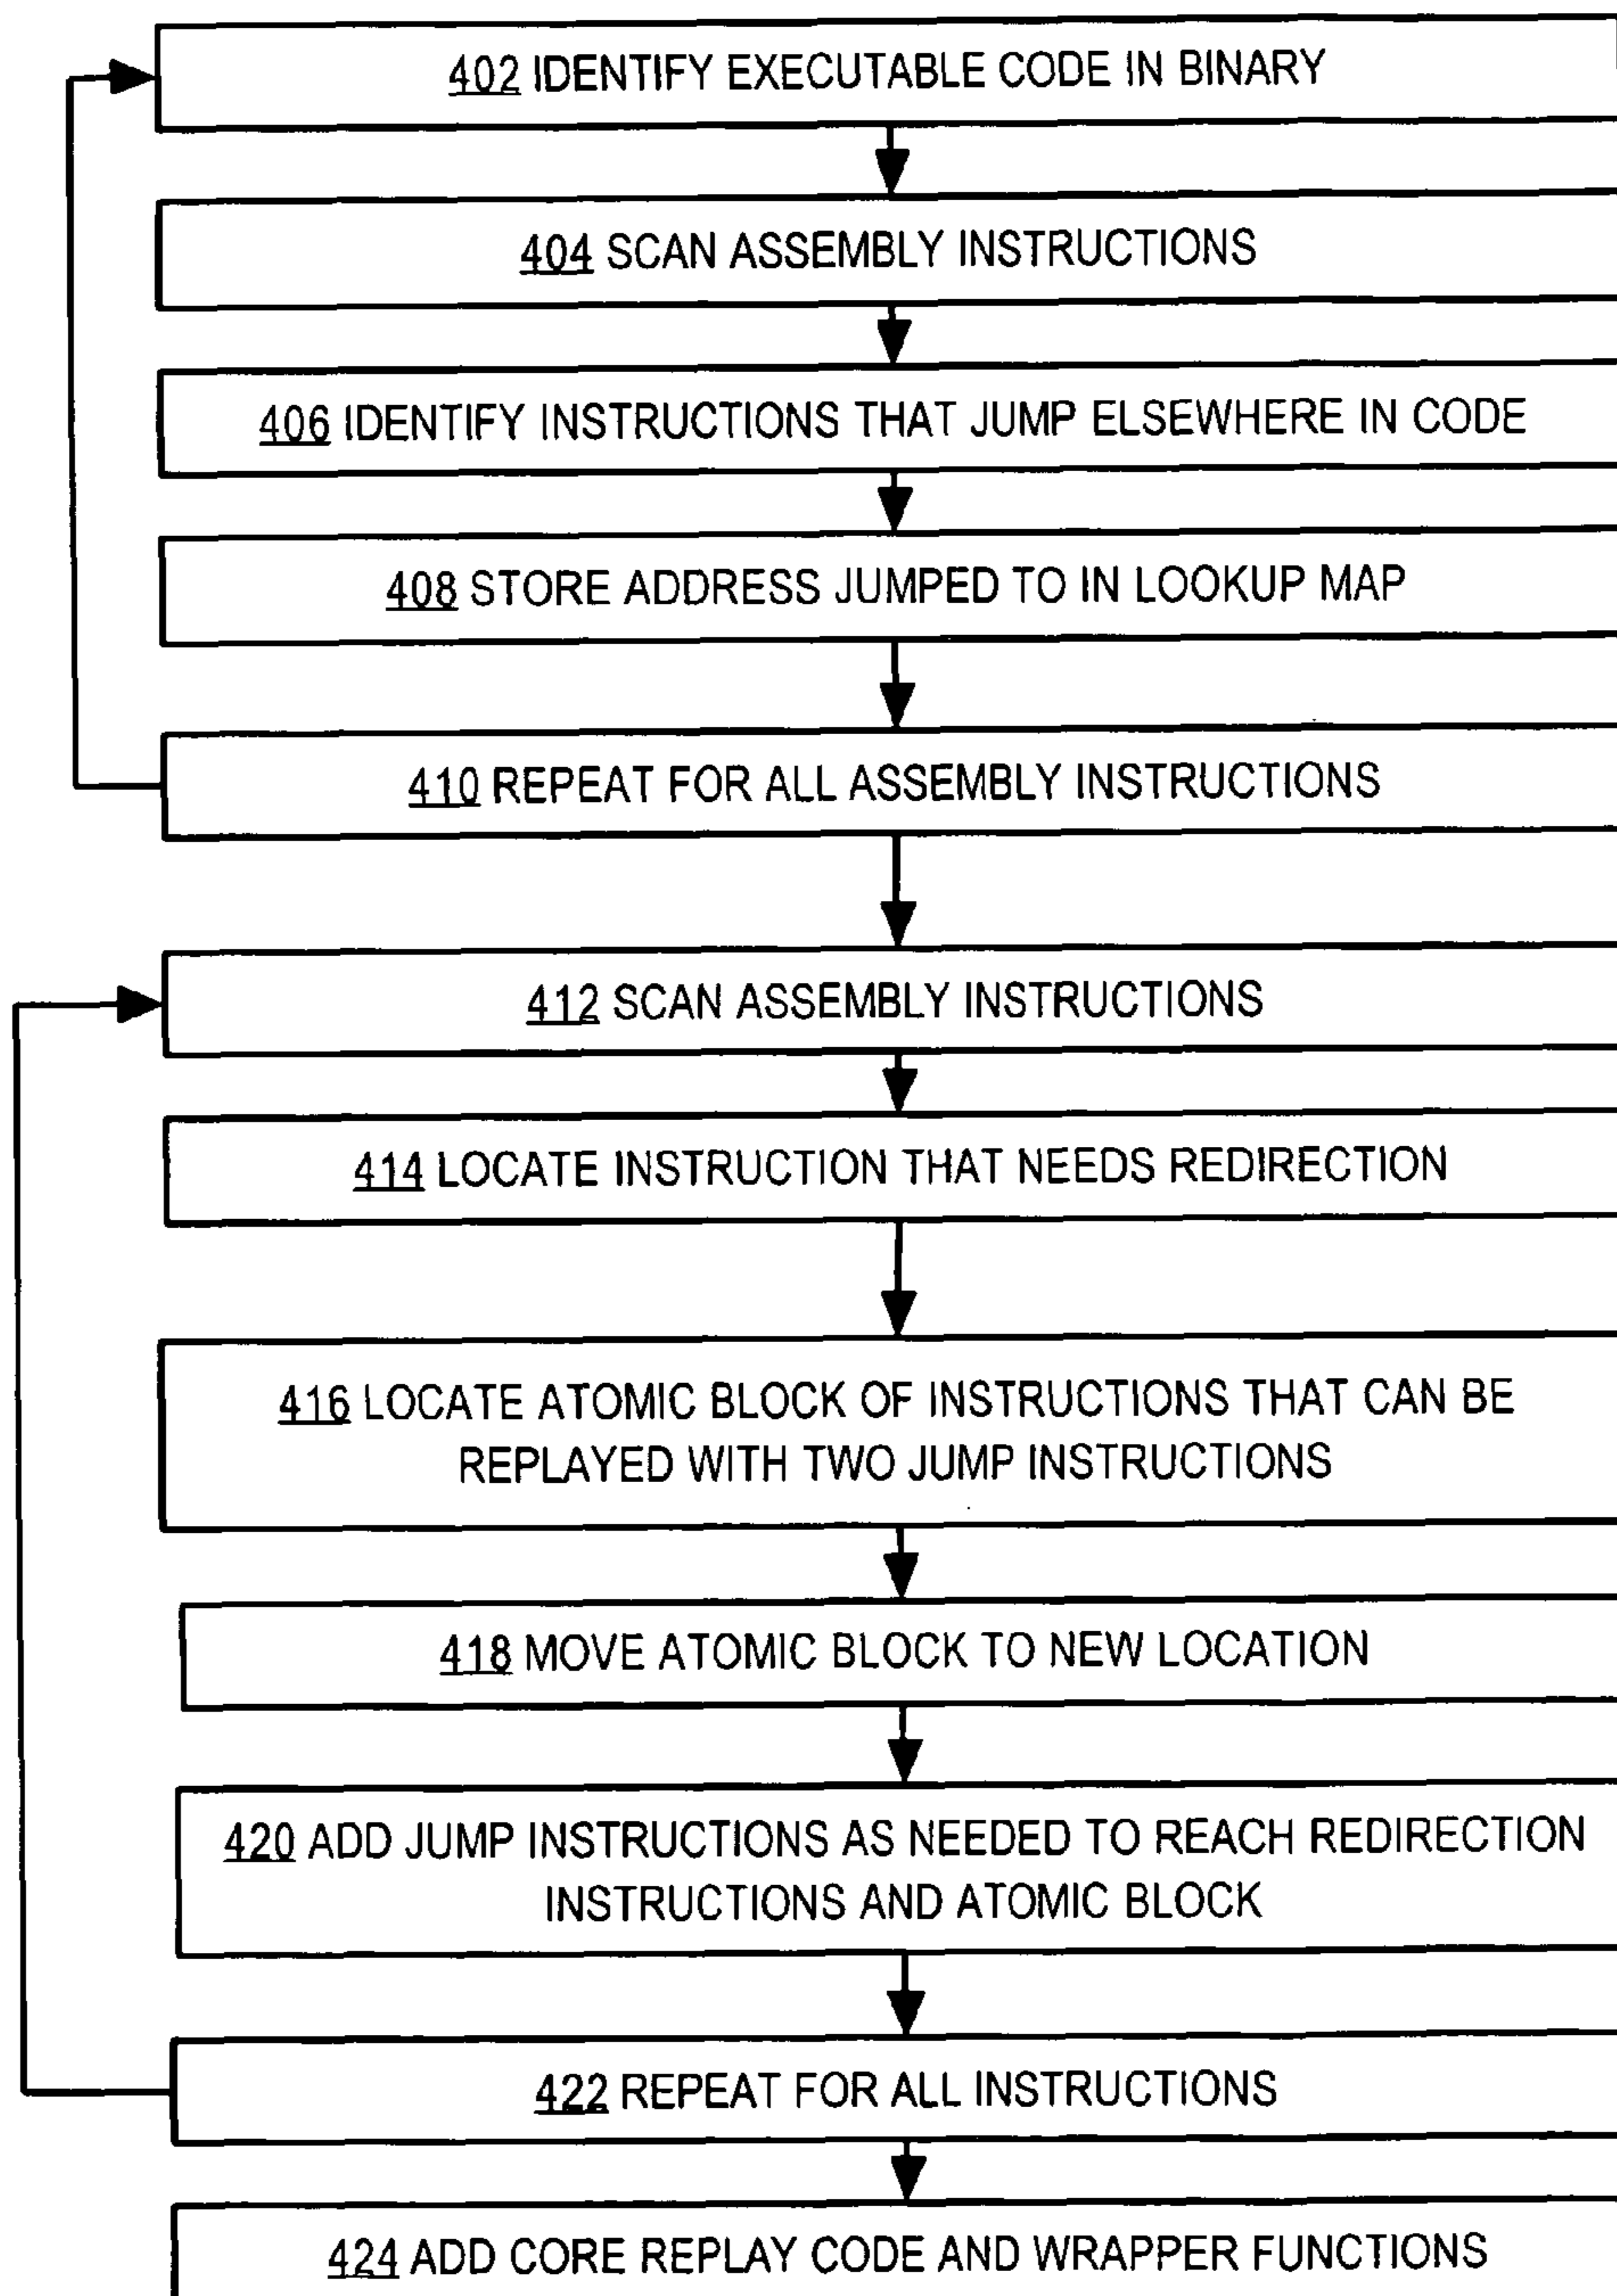 402 IDENTIFY EXECUTABLE CODE IN BINARY
404 SCAN ASSEMBLY INSTRUCTIONS
406 IDENTIFY INSTRUCTIONS THAT JUMP ELSEWHERE IN CODE
408 STORE ADDRESS JUMPED TO IN LOOKUP MAP
410 REPEAT FOR ALL ASSEMBLY INSTRUCTIONS
412 SCAN ASSEMBLY INSTRUCTIONS
414 LOCATE INSTRUCTION THAT NEEDS REDIRECTION
416 LOCATE ATOMIC BLOCK OF INSTRUCTIONS THAT CAN BE
REPLAYED WITH TWO JUMP INSTRUCTIONS
418 MOVE ATOMIC BLOCK TO NEW LOCATION
420 ADD JUMP INSTRUCTIONS AS NEEDED TO REACH REDIRECTION
INSTRUCTIONS AND ATOMIC BLOCK
422 REPEAT FOR ALL INSTRUCTIONS
424 ADD CORE REPLAY CODE AND WRAPPER FUNCTIONS